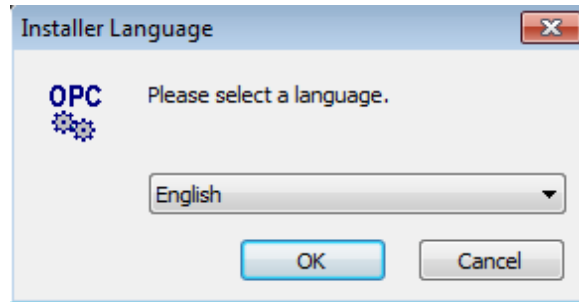 Installer Language
OPC
Please select a language.
English
OK
Cancel